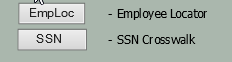 EmpLoc - Employee Locator
SSN - SSN Crosswalk